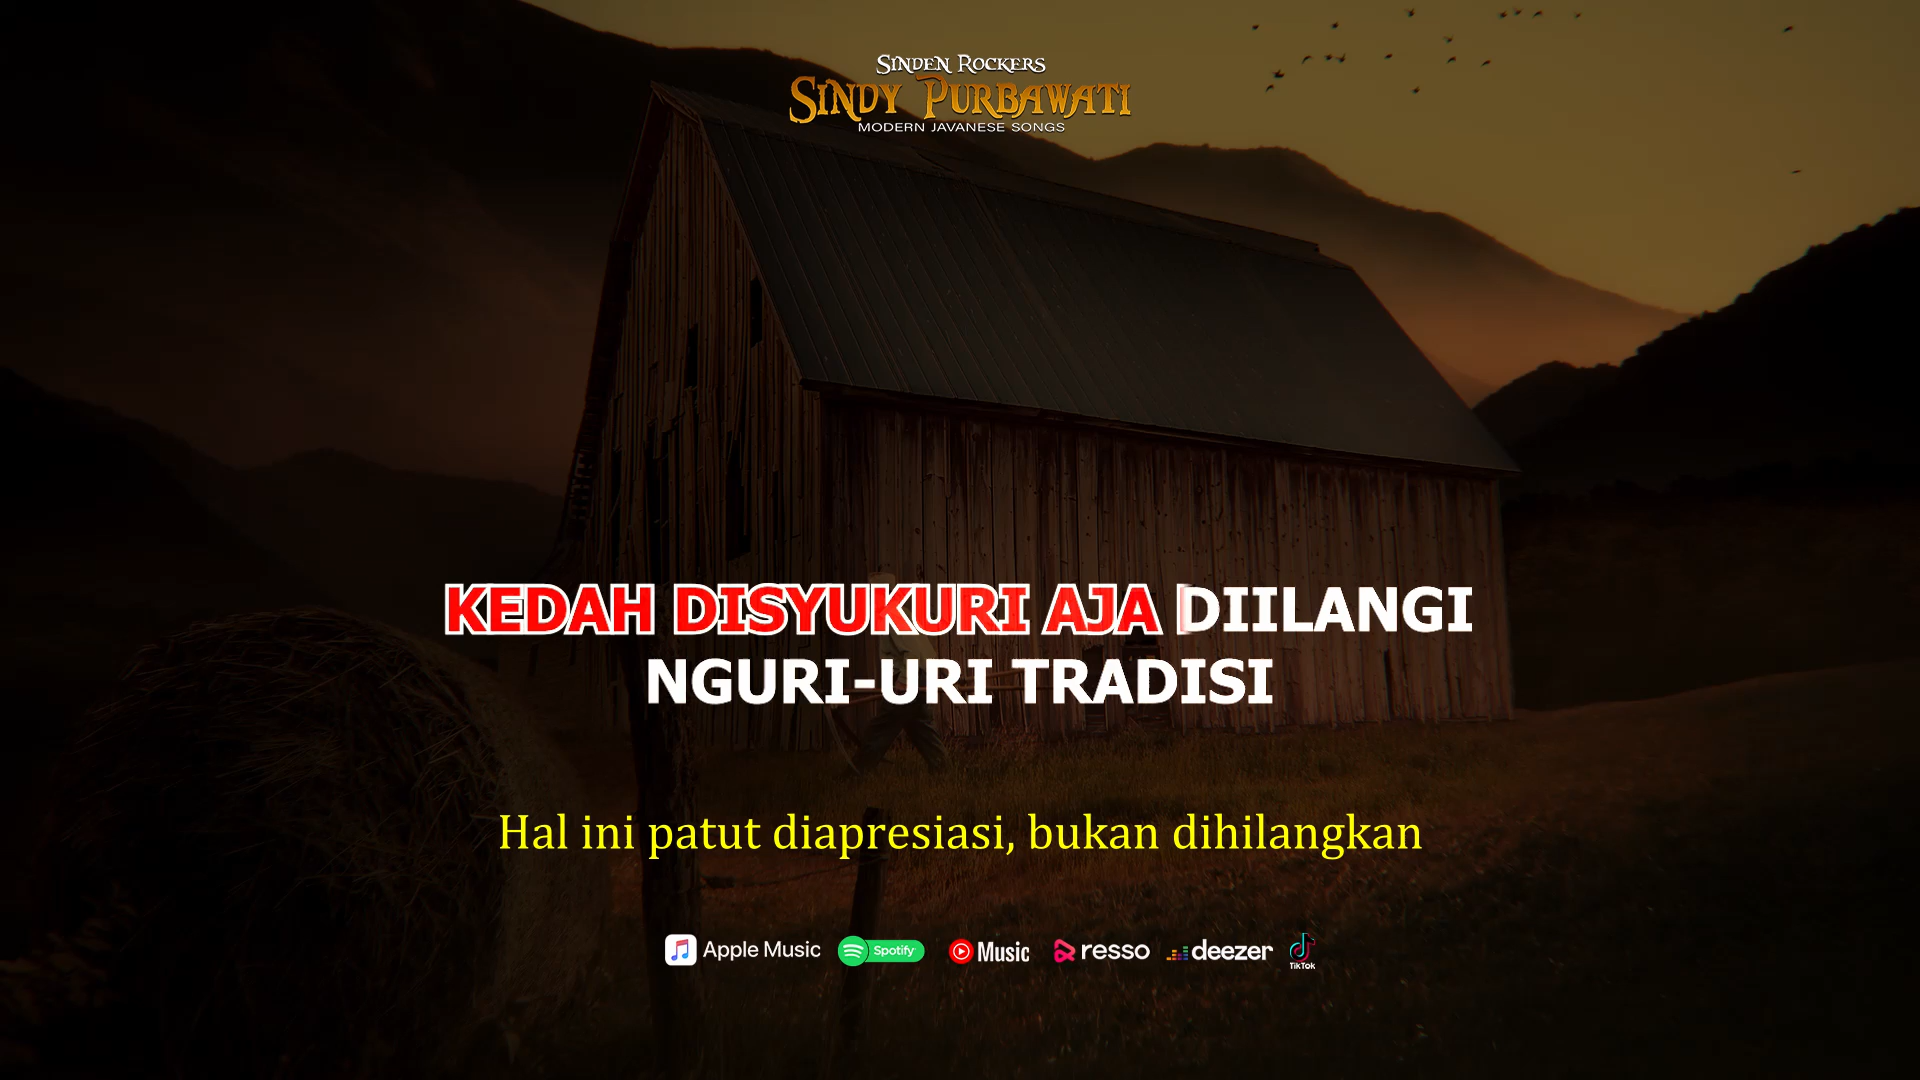 SINDEN ROCKERS
SINDY PURBAWATI
MODERN JAVANESE SONGS
KEDAH DISYUKURI AJA DIILANGI
NGURI-URI TRADISI
Hal ini patut diapresiasi, bukan dihilangkan
Apple Music Spotify Music resso deezer TikTok